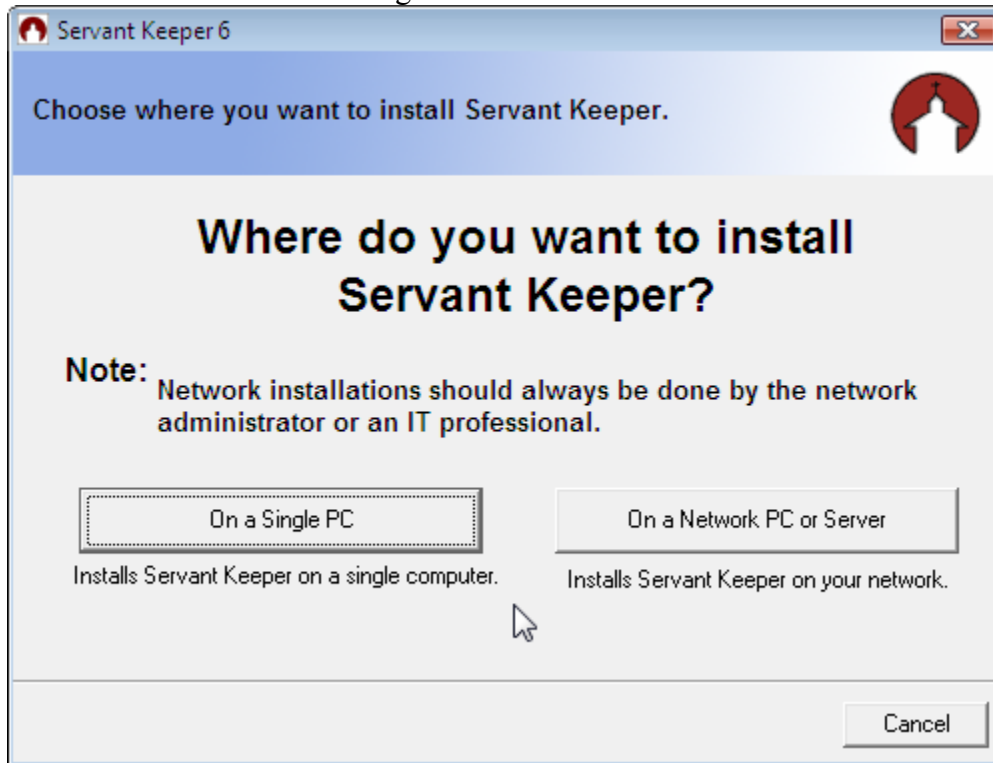 Servant Keeper 6
Choose where you want to install Servant Keeper.
Where do you want to install
Servant Keeper?
Note:
Network installations should always be done by the network
administrator or an IT professional.
On a Single PC
On a Network PC or Server
Installs Servant Keeper on a single computer.
Installs Servant Keeper on your network.
Cancel